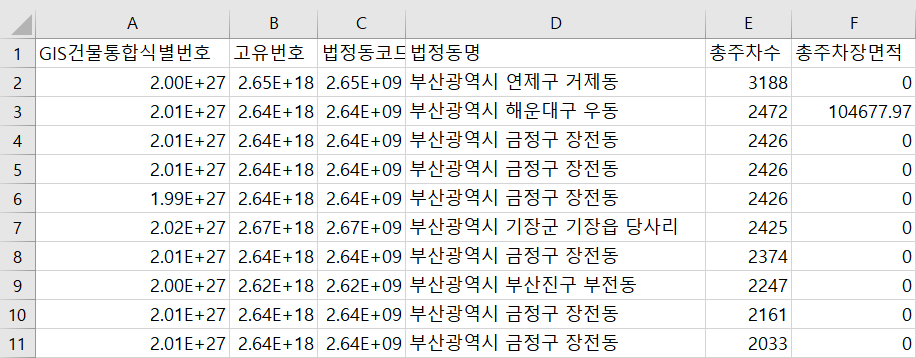 A B C D E F
1 GIS건물통합식별번호 고유번호 법정동코드 법정동명 총주차수 총주차장면적
2 2.00E+27 2.65E+18 2.65E+09 부산광역시 연제구 거제동 3188 0
3 2.01E+27 2.64E+18 2.64E+09 부산광역시 해운대구 우동 2472 104677.97
4 2.01E+27 2.64E+18 2.64E+09 부산광역시 금정구 장전동 2426 0
5 2.01E+27 2.64E+18 2.64E+09 부산광역시 금정구 장전동 2426 0
6 1.99E+27 2.64E+18 2.64E+09 부산광역시 금정구 장전동 2426 0
7 2.02E+27 2.67E+18 2.67E+09 부산광역시 기장군 기장읍 당사리 2425 0
8 2.01E+27 2.64E+18 2.64E+09 부산광역시 금정구 장전동 2374 0
9 2.00E+27 2.62E+18 2.62E+09 부산광역시 부산진구 부전동 2247 0
10 2.01E+27 2.64E+18 2.64E+09 부산광역시 금정구 장전동 2161 0
11 2.01E+27 2.64E+18 2.64E+09 부산광역시 금정구 장전동 2033 0